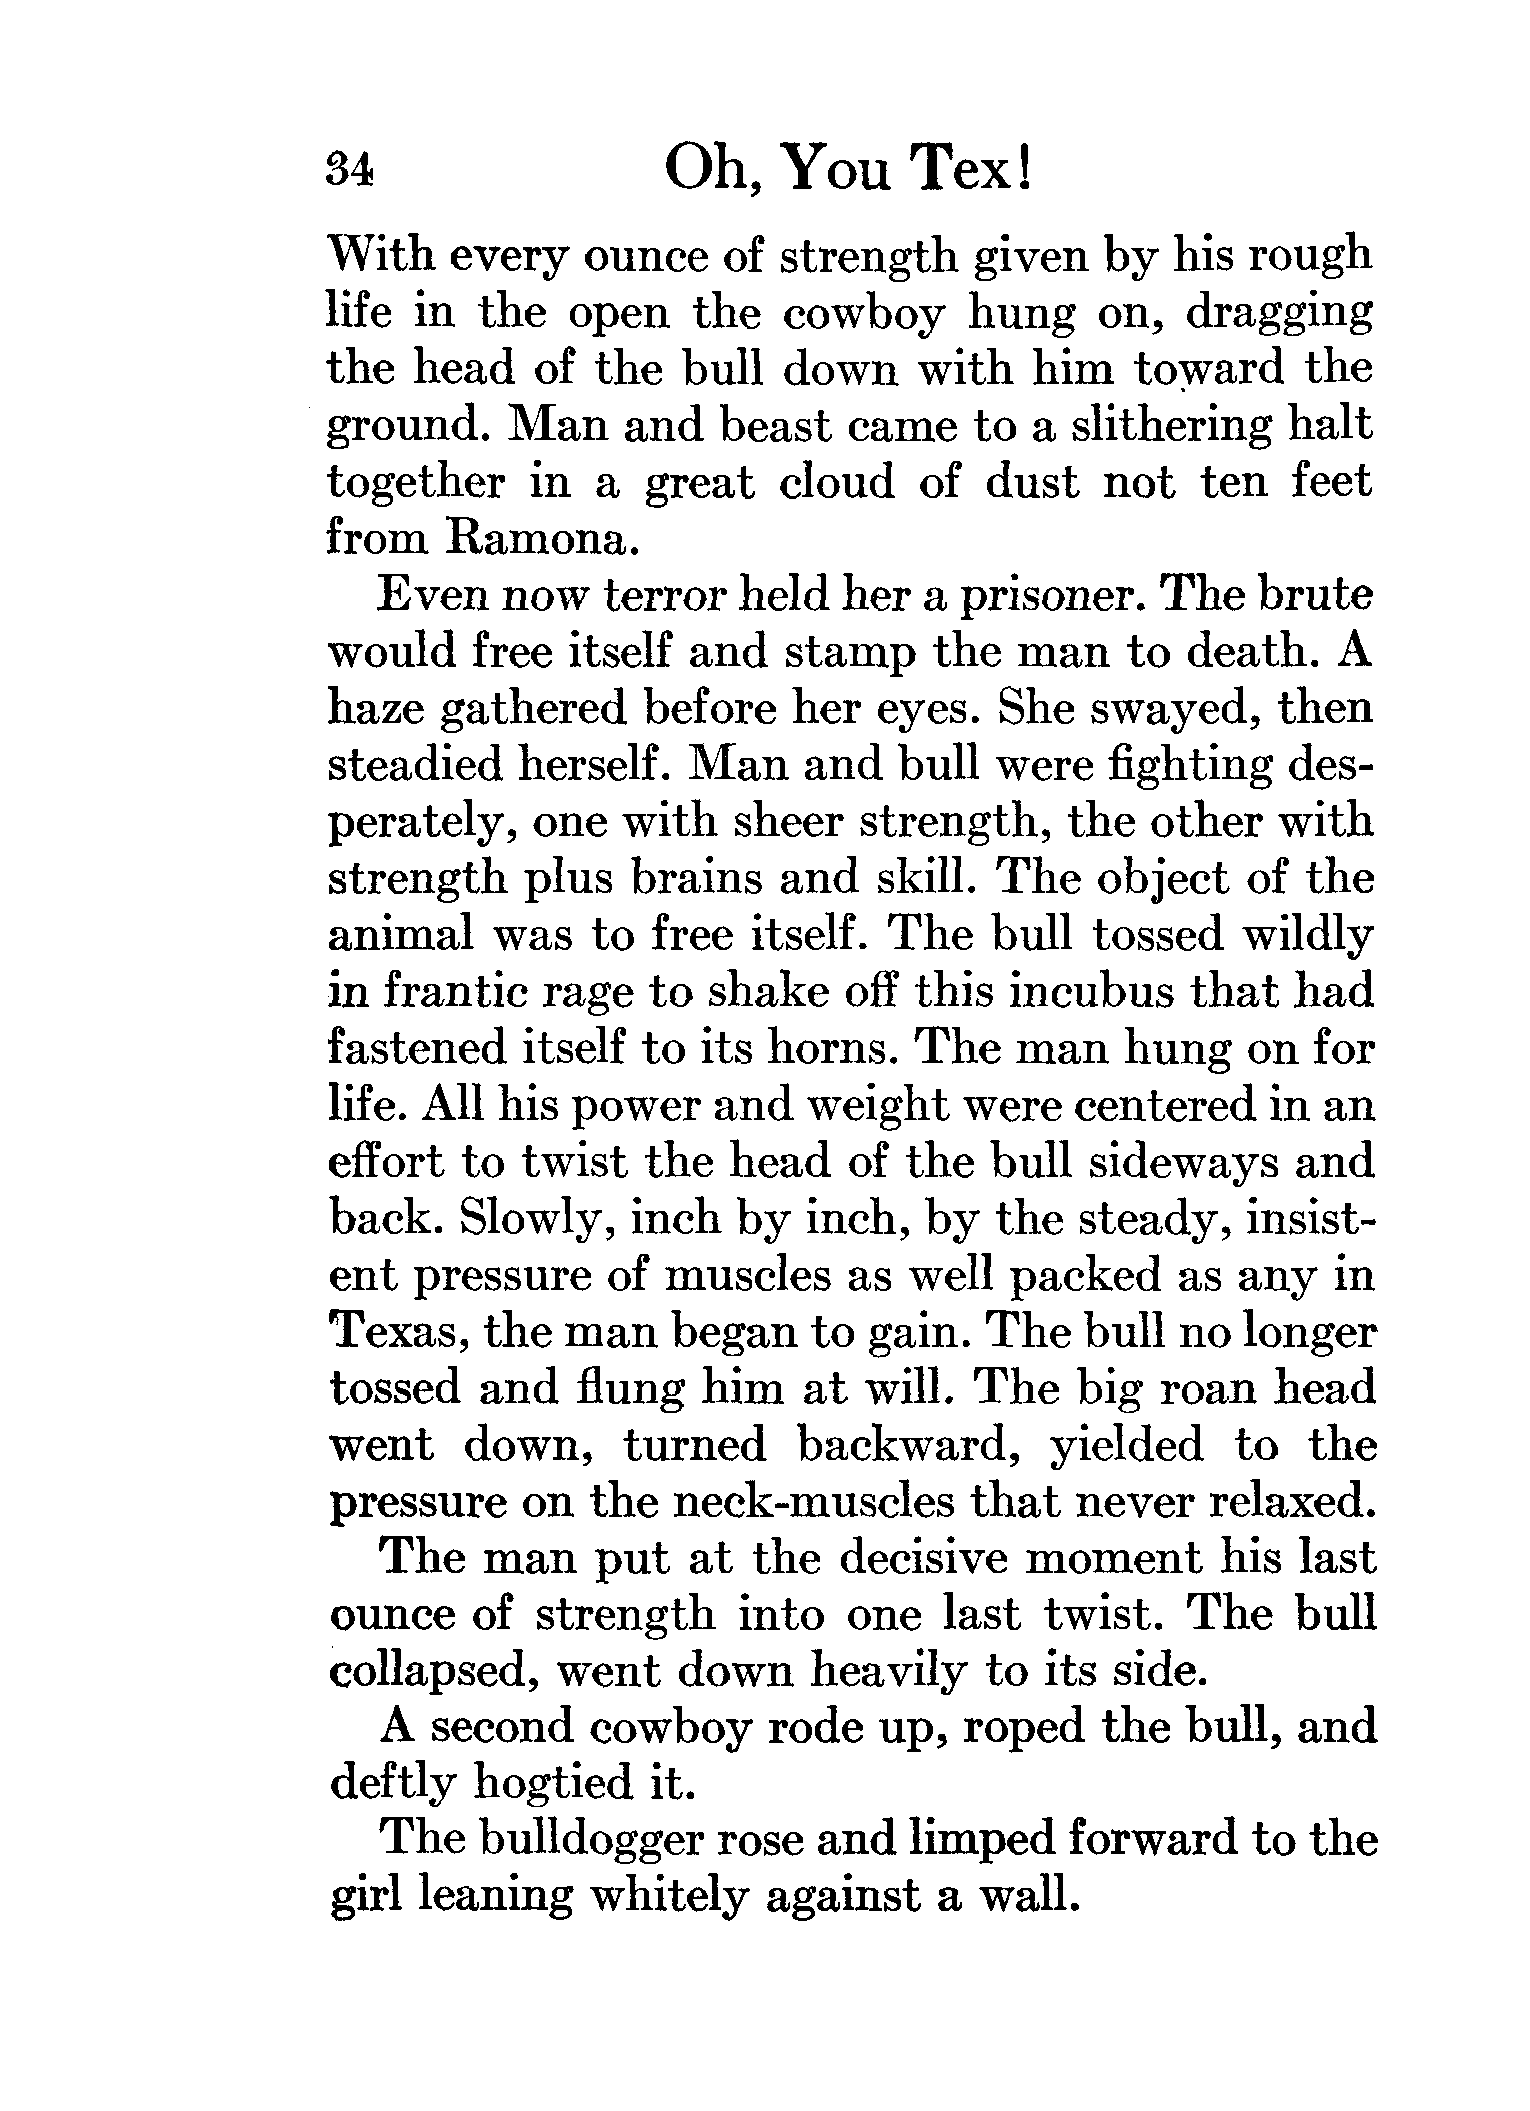 34 Oh, You Tex!
With every ounce of strength given by his rough
life in the open the cowboy hung on, dragging
the head of the bull down with him toward the
ground. Man and beast came to a slithering halt
together in a great cloud of dust not ten feet
from Ramona.
Even now terror held her a prisoner. The brute
would free itself and stamp the man to death. A
haze gathered before her eyes. She swayed, then
steadied herself. Man and bull were fighting des-
perately, one with sheer strength, the other with
strength plus brains and skill. The object of the
animal was to free itself. The bull tossed wildly
in frantic rage to shake off this incubus that had
fastened itself to its horns. The man hung on for
life. All his power and weight were centered in an
effort to twist the head of the bull sideways and
back. Slowly, inch by inch, by the steady, insist-
ent pressure of muscles as well packed as any in
Texas, the man began to gain. The bull no longer
tossed and flung him at will. The big roan head
went down, turned backward, yielded to the
pressure on the neck-muscles that never relaxed.
The man put at the decisive moment his last
ounce of strength into one last twist. The bull
collapsed, went down heavily to its side.
A second cowboy rode up, roped the bull, and
deftly hogtied it.
The bulldogger rose and limped forward to the
girl leaning whitely against a wall.